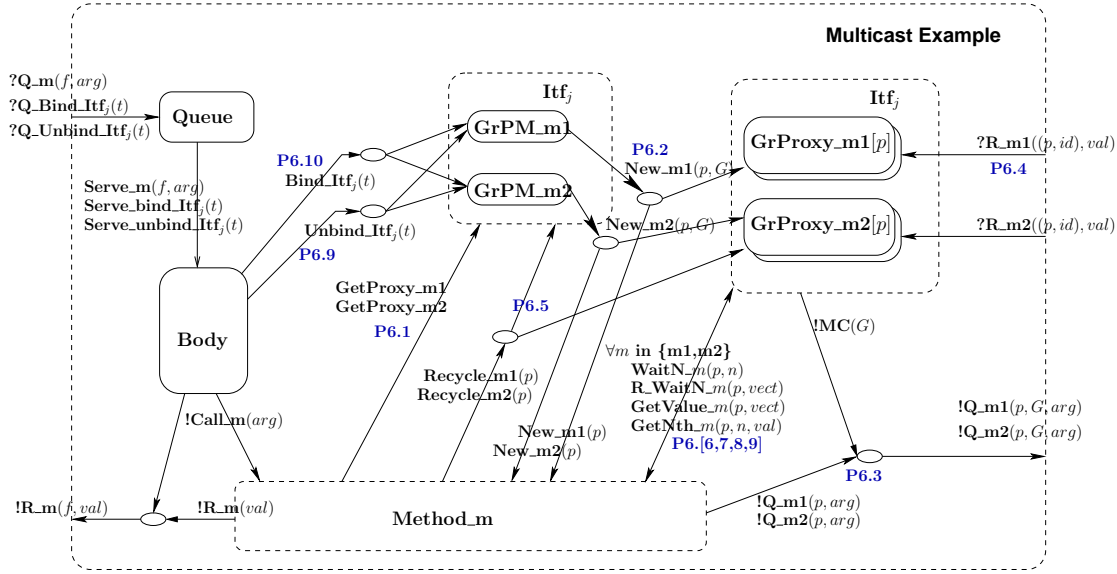 Multicast Example
?Q_m(f, arg)
?Q_Bind_Itf_j(t)
?Q_Unbind_Itf_j(t)
Queue
Itf_j
GrPM_m1
GrPM_m2
Itf_j
GrProxy_m1[p]
GrProxy_m2[p]
?R_m1((p, id), val)
P6.4
?R_m2((p, id), val)
P6.10
Bind_Itf_j(t)
P6.2
New_m1(p, G)
New_m2(p, G)
Serve_m(f, arg)
Serve_bind_Itf_j(t)
Serve_unbind_Itf_j(t)
Unbind_Itf_j(t)
P6.9
Body
GetProxy_m1
GetProxy_m2
P6.1
P6.5
Recycle_m1(p)
Recycle_m2(p)
∀m in {m1,m2}
WaitN_m(p, n)
R_WaitN_m(p, vect)
GetValue_m(p, vect)
GetNth_m(p, n, val)
P6.[6,7,8,9]
!MC(G)
!Call_m(arg)
New_m1(p)
New_m2(p)
!Q_m1(p, G, arg)
!Q_m2(p, G, arg)
P6.3
!R_m(f, val)
!R_m(val)
Method_m
!Q_m1(p, arg)
!Q_m2(p, arg)